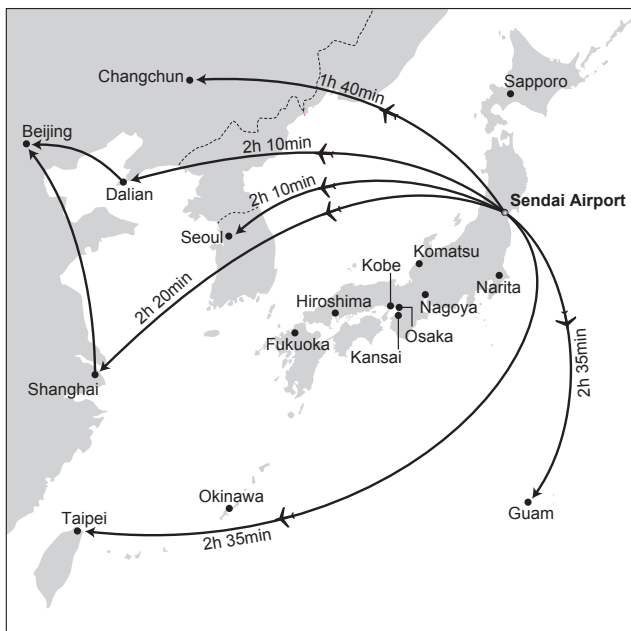 Changchun
1h 40min
Sapporo
Beijing
2h 10min
Dalian
2h 10min
Sendai Airport
Seoul
Komatsu
Kobe
Narita
2h 20min
Hiroshima
Nagoya
Osaka
Fukuoka
Kansai
2h 35min
Shanghai
Okinawa
Guam
Taipei
2h 35min